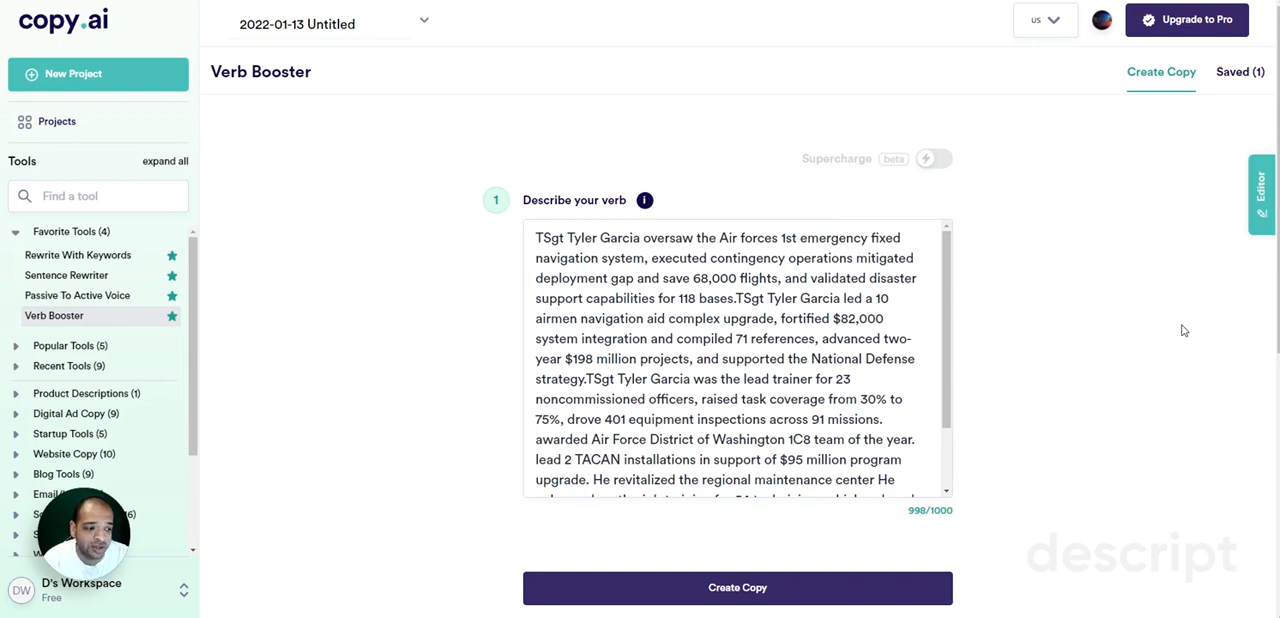 copy.ai
2022-01-13 Untitled
us
Upgrade to Pro
New Project
Verb Booster
Create Copy
Saved (1)
Projects
Tools
expand all
Supercharge beta
Find a tool
1 Describe your verb i
Editor
Favorite Tools (4)
Rewrite With Keywords
Sentence Rewriter
Passive To Active Voice
Verb Booster
Popular Tools (5)
Recent Tools (9)
Product Descriptions (1)
Digital Ad Copy (9)
Startup Tools (5)
Website Copy (10)
Blog Tools (9)
Email
TSgt Tyler Garcia oversaw the Air forces 1st emergency fixed
navigation system, executed contingency operations mitigated
deployment gap and save 68,000 flights, and validated disaster
support capabilities for 118 bases.TSgt Tyler Garcia led a 10
airmen navigation aid complex upgrade, fortified $82,000
system integration and compiled 71 references, advanced two-
year $198 million projects, and supported the National Defense
strategy.TSgt Tyler Garcia was the lead trainer for 23
noncommissioned officers, raised task coverage from 30% to
75%, drove 401 equipment inspections across 91 missions.
awarded Air Force District of Washington 1C8 team of the year.
lead 2 TACAN installations in support of $95 million program
upgrade. He revitalized the regional maintenance center He
998/1000
Create Copy
DW
D's Workspace
Free
descript